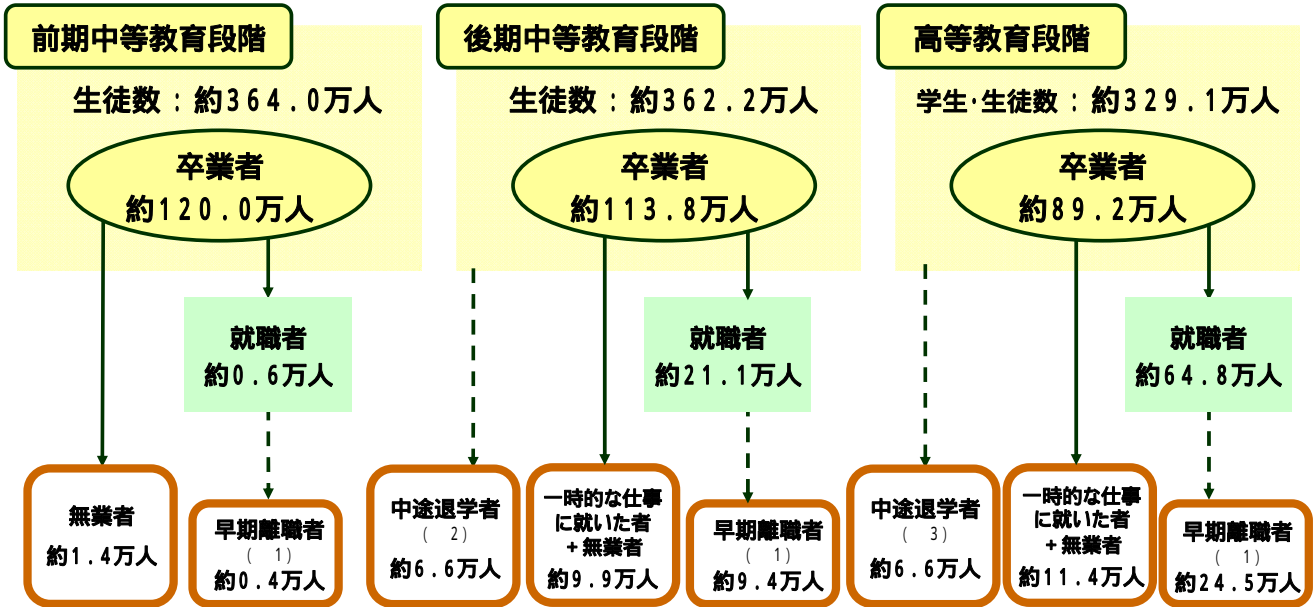 前期中等教育段階
生徒数：約364.0万人
卒業者
約120.0万人
就職者
約0.6万人
無業者
約1.4万人
早期離職者
(　1)
約0.4万人
後期中等教育段階
生徒数：約362.2万人
卒業者
約113.8万人
就職者
約21.1万人
中途退学者
(　2)
約6.6万人
一時的な仕事
に就いた者
+無業者
約9.9万人
早期離職者
(　1)
約9.4万人
高等教育段階
学生・生徒数：約329.1万人
卒業者
約89.2万人
就職者
約64.8万人
中途退学者
(　3)
約6.6万人
一時的な仕事
に就いた者
+無業者
約11.4万人
早期離職者
(　1)
約24.5万人